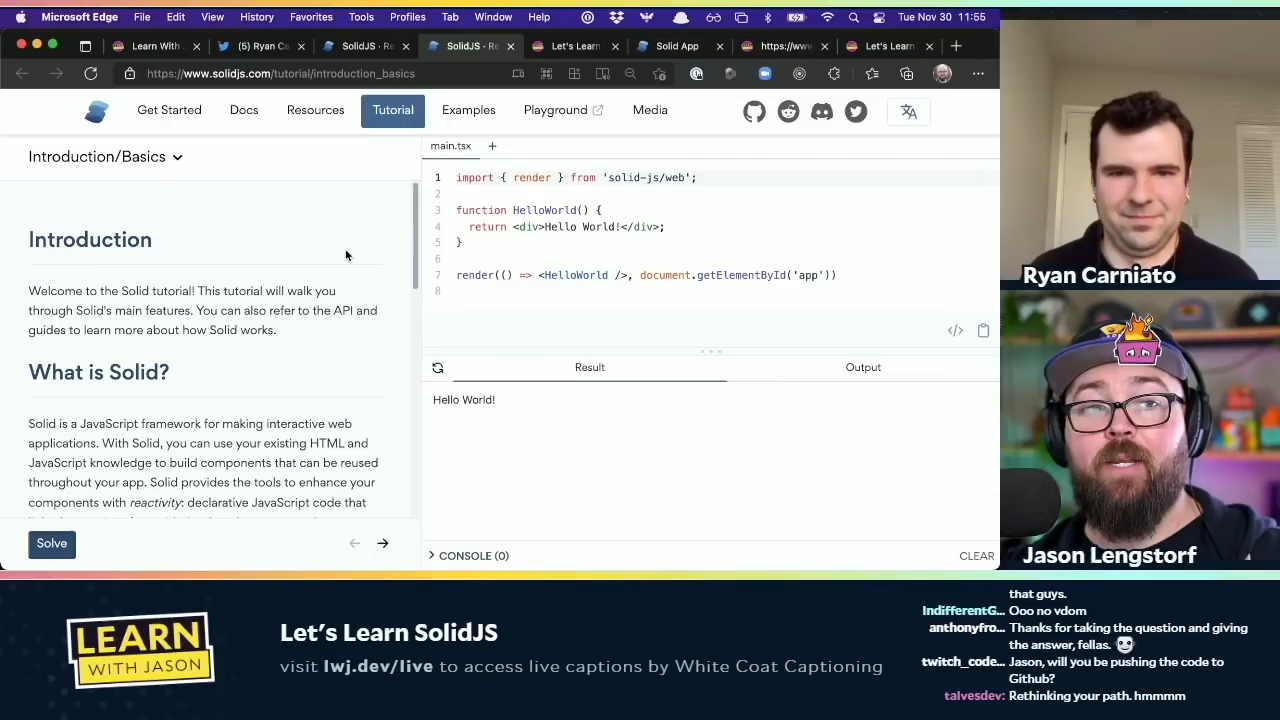 Microsoft Edge File Edit View History Favorites Tools Profiles Tab Window Help Tue Nov 30 11:55
Learn With (5) Ryan Ca SolidJS · Re SolidJS · Re Let's Learn Solid App https://www Let's Learn
https://www.solidjs.com/tutorial/introduction_basics
Get Started Docs Resources Tutorial Examples Playground Media
Introduction/Basics
Introduction
Welcome to the Solid tutorial! This tutorial will walk you
through Solid's main features. You can also refer to the API and
guides to learn more about how Solid works.
What is Solid?
Solid is a JavaScript framework for making interactive web
applications. With Solid, you can use your existing HTML and
JavaScript knowledge to build components that can be reused
throughout your app. Solid provides the tools to enhance your
components with reactivity: declarative JavaScript code that
Solve
main.tsx +
1 import { render } from 'solid-js/web';
2
3 function HelloWorld() {
4 return <div>Hello World!</div>;
5 }
6
7 render(() => <HelloWorld />, document.getElementById('app'))
8
Result Output
Hello World!
CONSOLE (0) CLEAR
Ryan Carniato
Jason Lengstorf
LEARN
WITH JASON
Let's Learn SolidJS
visit lwj.dev/live to access live captions by White Coat Captioning
that guys.
IndifferentG... Ooo no vdom
anthonyfro... Thanks for taking the question and giving
the answer, fellas.
twitch_code... Jason, will you be pushing the code to
Github?
talvesdev: Rethinking your path. hmmmm